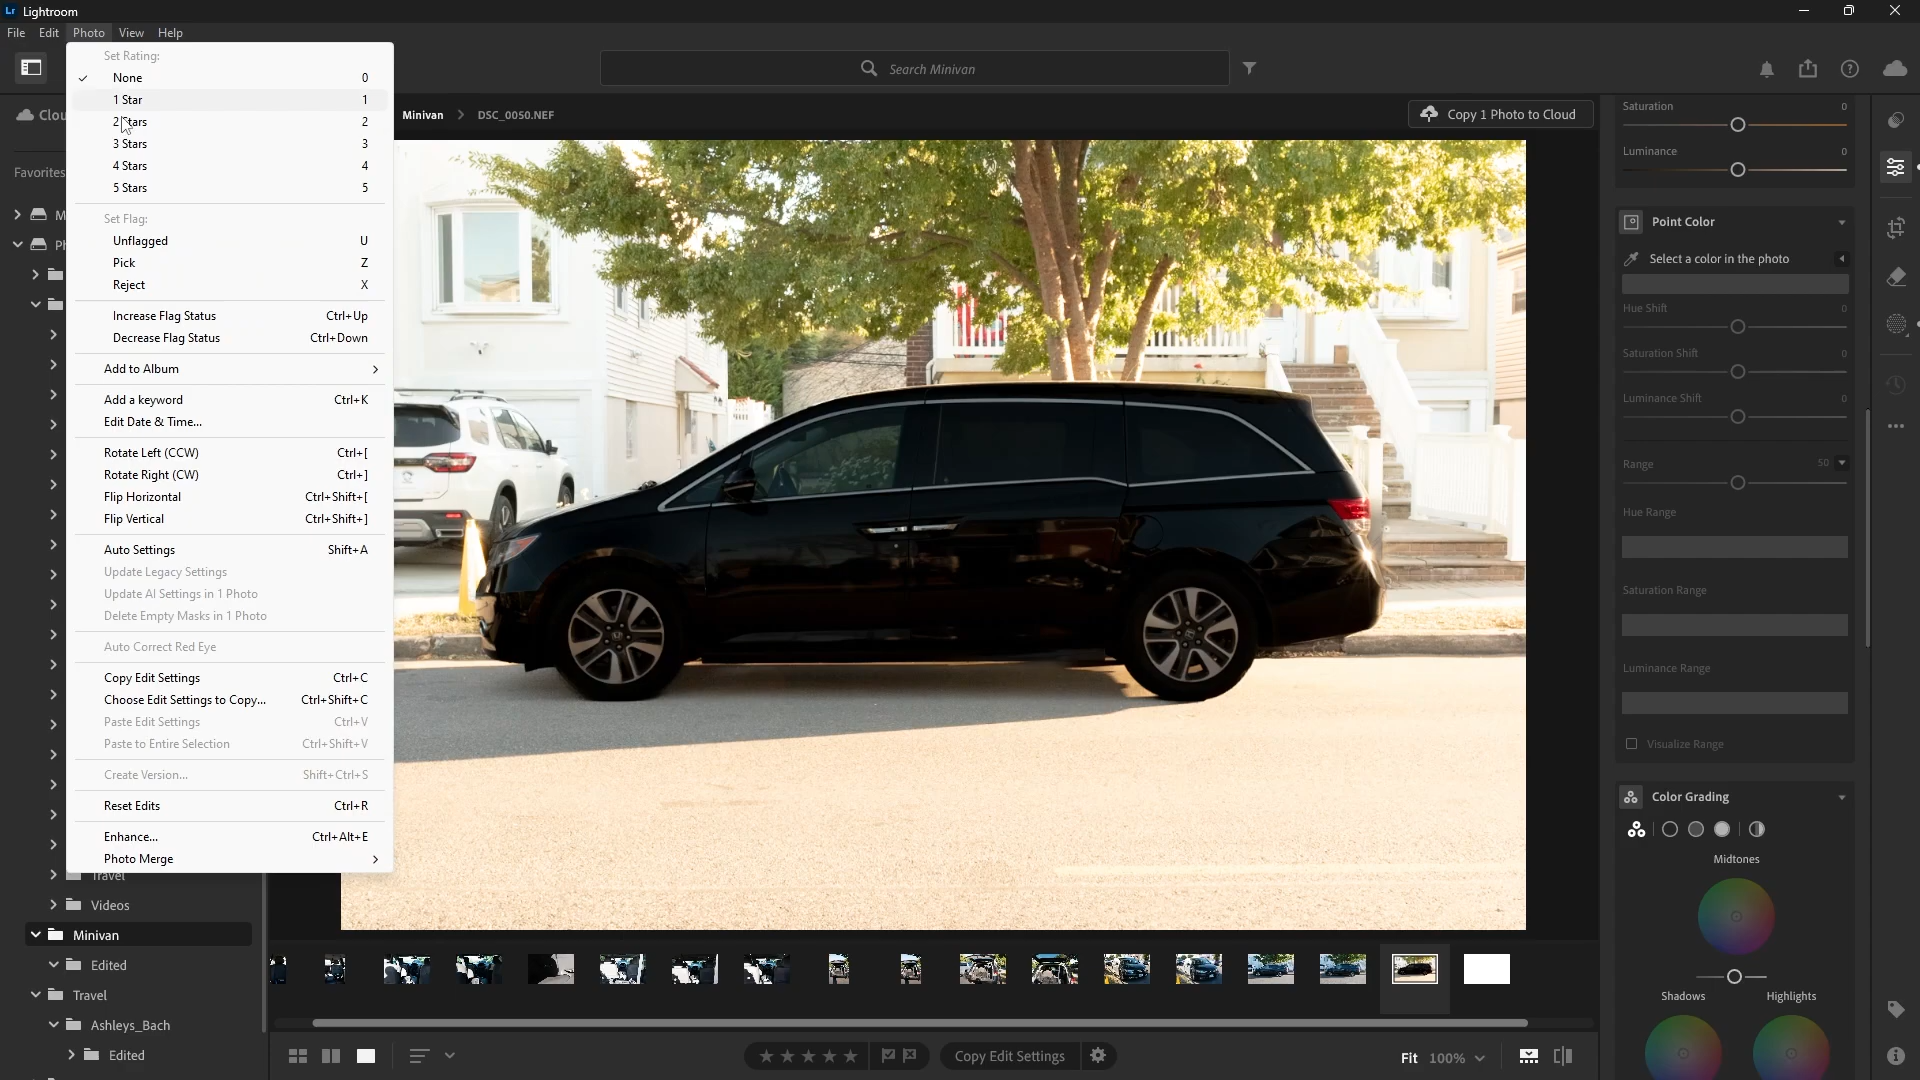 Lr Lightroom
File Edit Photo View Help
Search Minivan
Set Rating:
None 0
1 Star 1
2 Stars 2
3 Stars 3
4 Stars 4
5 Stars 5
Set Flag:
Unflagged U
Pick Z
Reject X
Increase Flag Status Ctrl+Up
Decrease Flag Status Ctrl+Down
Add to Album
Add a keyword Ctrl+K
Edit Date & Time...
Rotate Left (CCW) Ctrl+[
Rotate Right (CW) Ctrl+]
Flip Horizontal Ctrl+Shift+[
Flip Vertical Ctrl+Shift+]
Auto Settings Shift+A
Update Legacy Settings
Update AI Settings in 1 Photo
Delete Empty Masks in 1 Photo
Auto Correct Red Eye
Copy Edit Settings Ctrl+C
Choose Edit Settings to Copy... Ctrl+Shift+C
Paste Edit Settings Ctrl+V
Paste to Entire Selection Ctrl+Shift+V
Create Version... Shift+Ctrl+S
Reset Edits Ctrl+R
Enhance... Ctrl+Alt+E
Photo Merge
Clou
Favorites
M
Ph
Travel
Videos
Minivan
Edited
Travel
Ashleys_Bach
Edited
Minivan > DSC_0050.NEF
Copy 1 Photo to Cloud
Copy Edit Settings
Fit 100%
Saturation 0
Luminance 0
Point Color
Select a color in the photo
Hue Shift 0
Saturation Shift 0
Luminance Shift 0
Range 50
Hue Range
Saturation Range
Luminance Range
Visualize Range
Color Grading
Midtones
Shadows Highlights